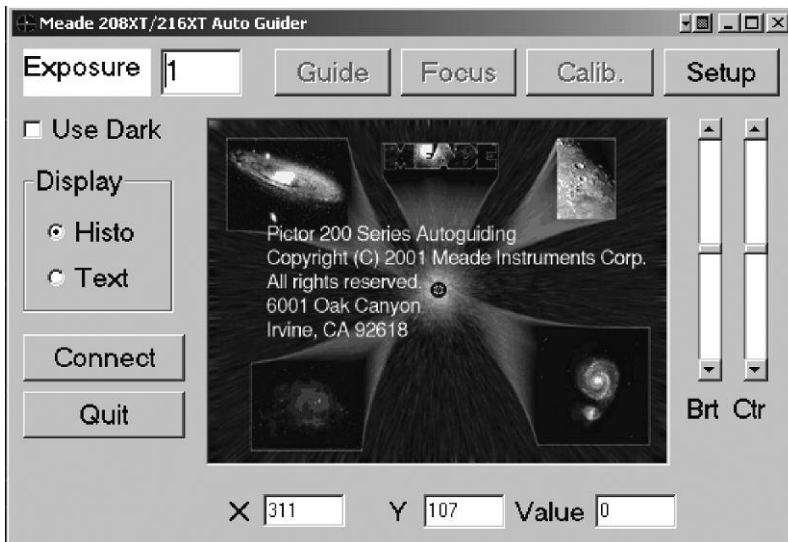 Meade 208XT/216XT Auto Guider
Exposure 1 Guide Focus Calib. Setup
Use Dark
Display
Histo
Text
Connect
Quit
MEADE
Pictor 200 Series Autoguiding
Copyright (C) 2001 Meade Instruments Corp.
All rights reserved.
6001 Oak Canyon
Irvine, CA 92618
Brt Ctr
X 311 Y 107 Value 0